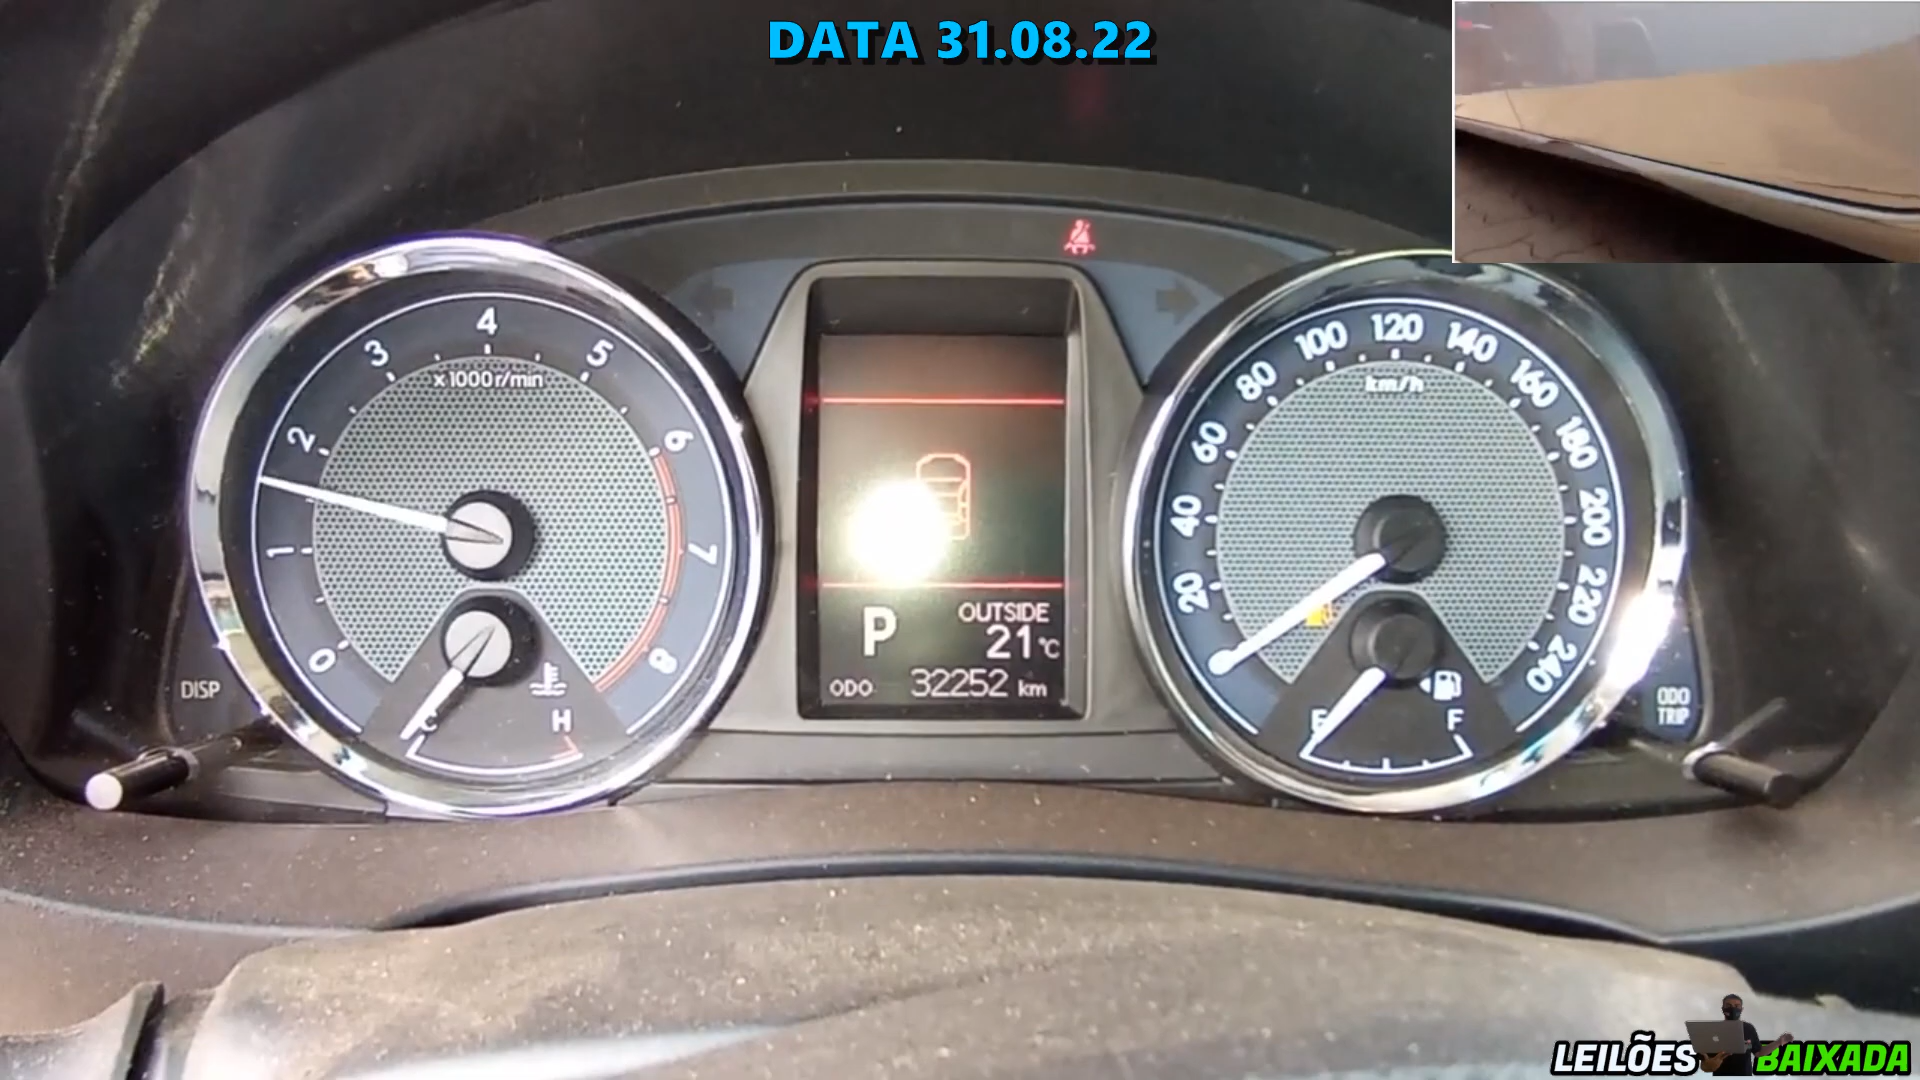 DATA 31.08.22
0 1 2 3 4 5 6 7 8
x1000r/min
C H
DISP
P
OUTSIDE
21°C
ODO 32252 km
0 20 40 60 80 100 120 140 160 180 200 220 240
km/h
E F
ODO
TRIP
LEILÕES BAIXADA